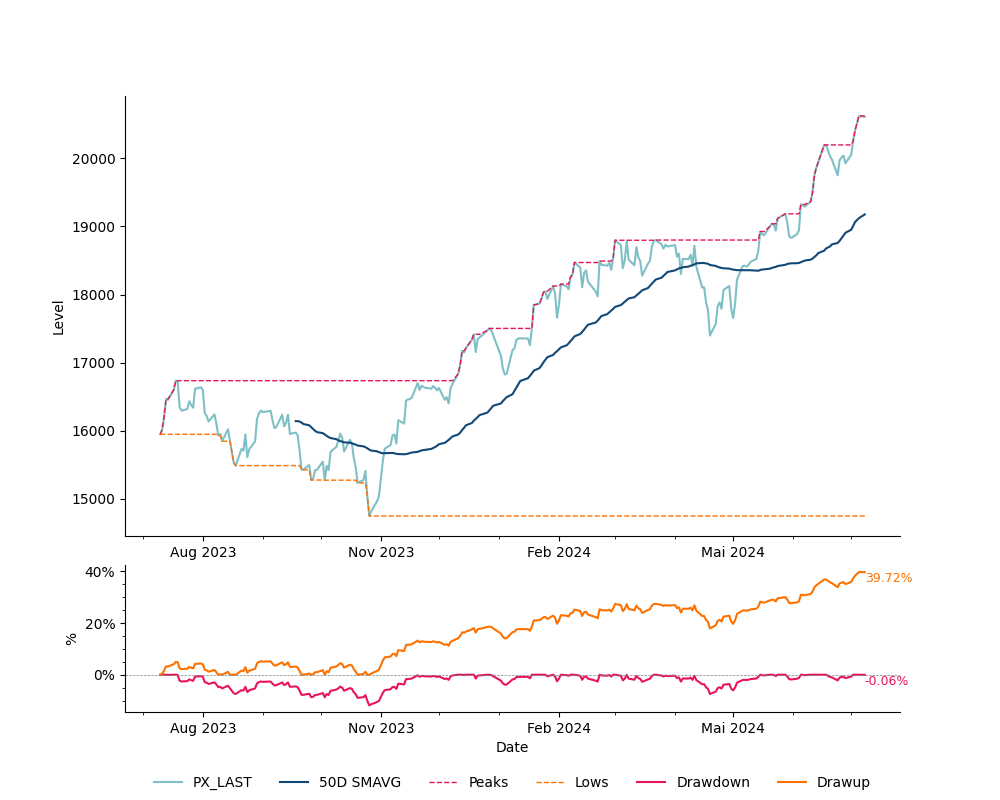 20000
19000
18000
17000
16000
15000
Level
Aug 2023 Nov 2023 Feb 2024 Mai 2024
40%
20%
0%
%
39.72%
-0.06%
Aug 2023 Nov 2023 Feb 2024 Mai 2024
Date
PX_LAST 50D SMAVG Peaks Lows Drawdown Drawup